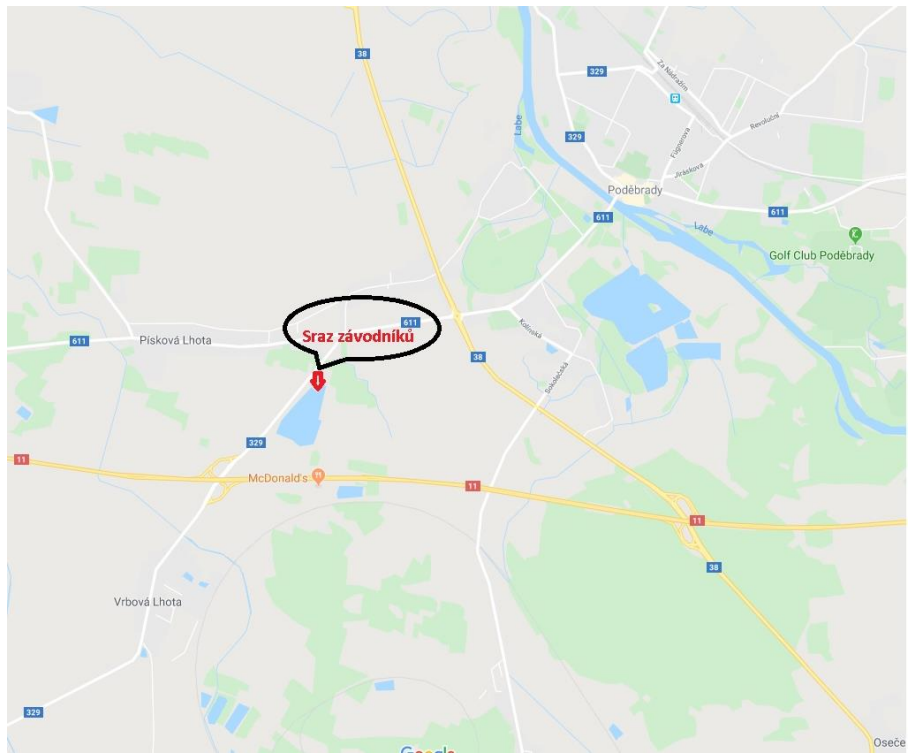 38
Za Nádražím
329
Labe
329
Fügnerova
Revoluční
Jiráskova
Poděbrady
611
611
Labe
Golf Club Poděbrady
611
Sraz závodníků
Kolínská
611
Písková Lhota
38
Sokolečská
329
11
McDonald's
11
11
38
Vrbová Lhota
329
Oseče
Google